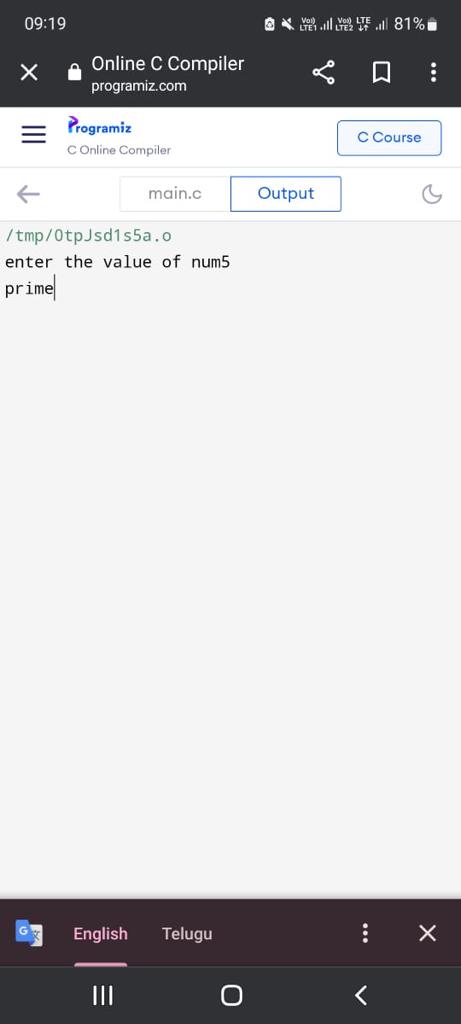 09:19
Vo)) LTE1 Vo)) LTE2 LTE 81%
Online C Compiler
programiz.com
Programiz
C Online Compiler
C Course
main.c
Output
/tmp/0tpJsd1s5a.o
enter the value of num5
prime
English
Telugu